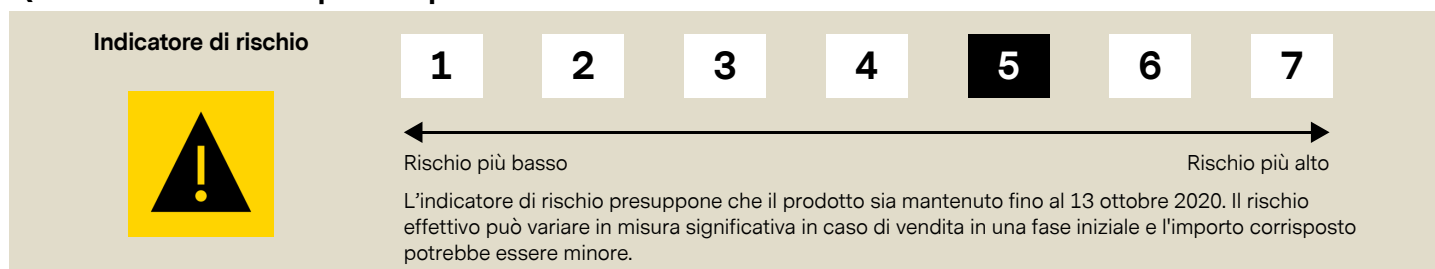 Indicatore di rischio
1 2 3 4 5 6 7
Rischio più basso Rischio più alto
L'indicatore di rischio presuppone che il prodotto sia mantenuto fino al 13 ottobre 2020. Il rischio
effettivo può variare in misura significativa in caso di vendita in una fase iniziale e l'importo corrisposto
potrebbe essere minore.